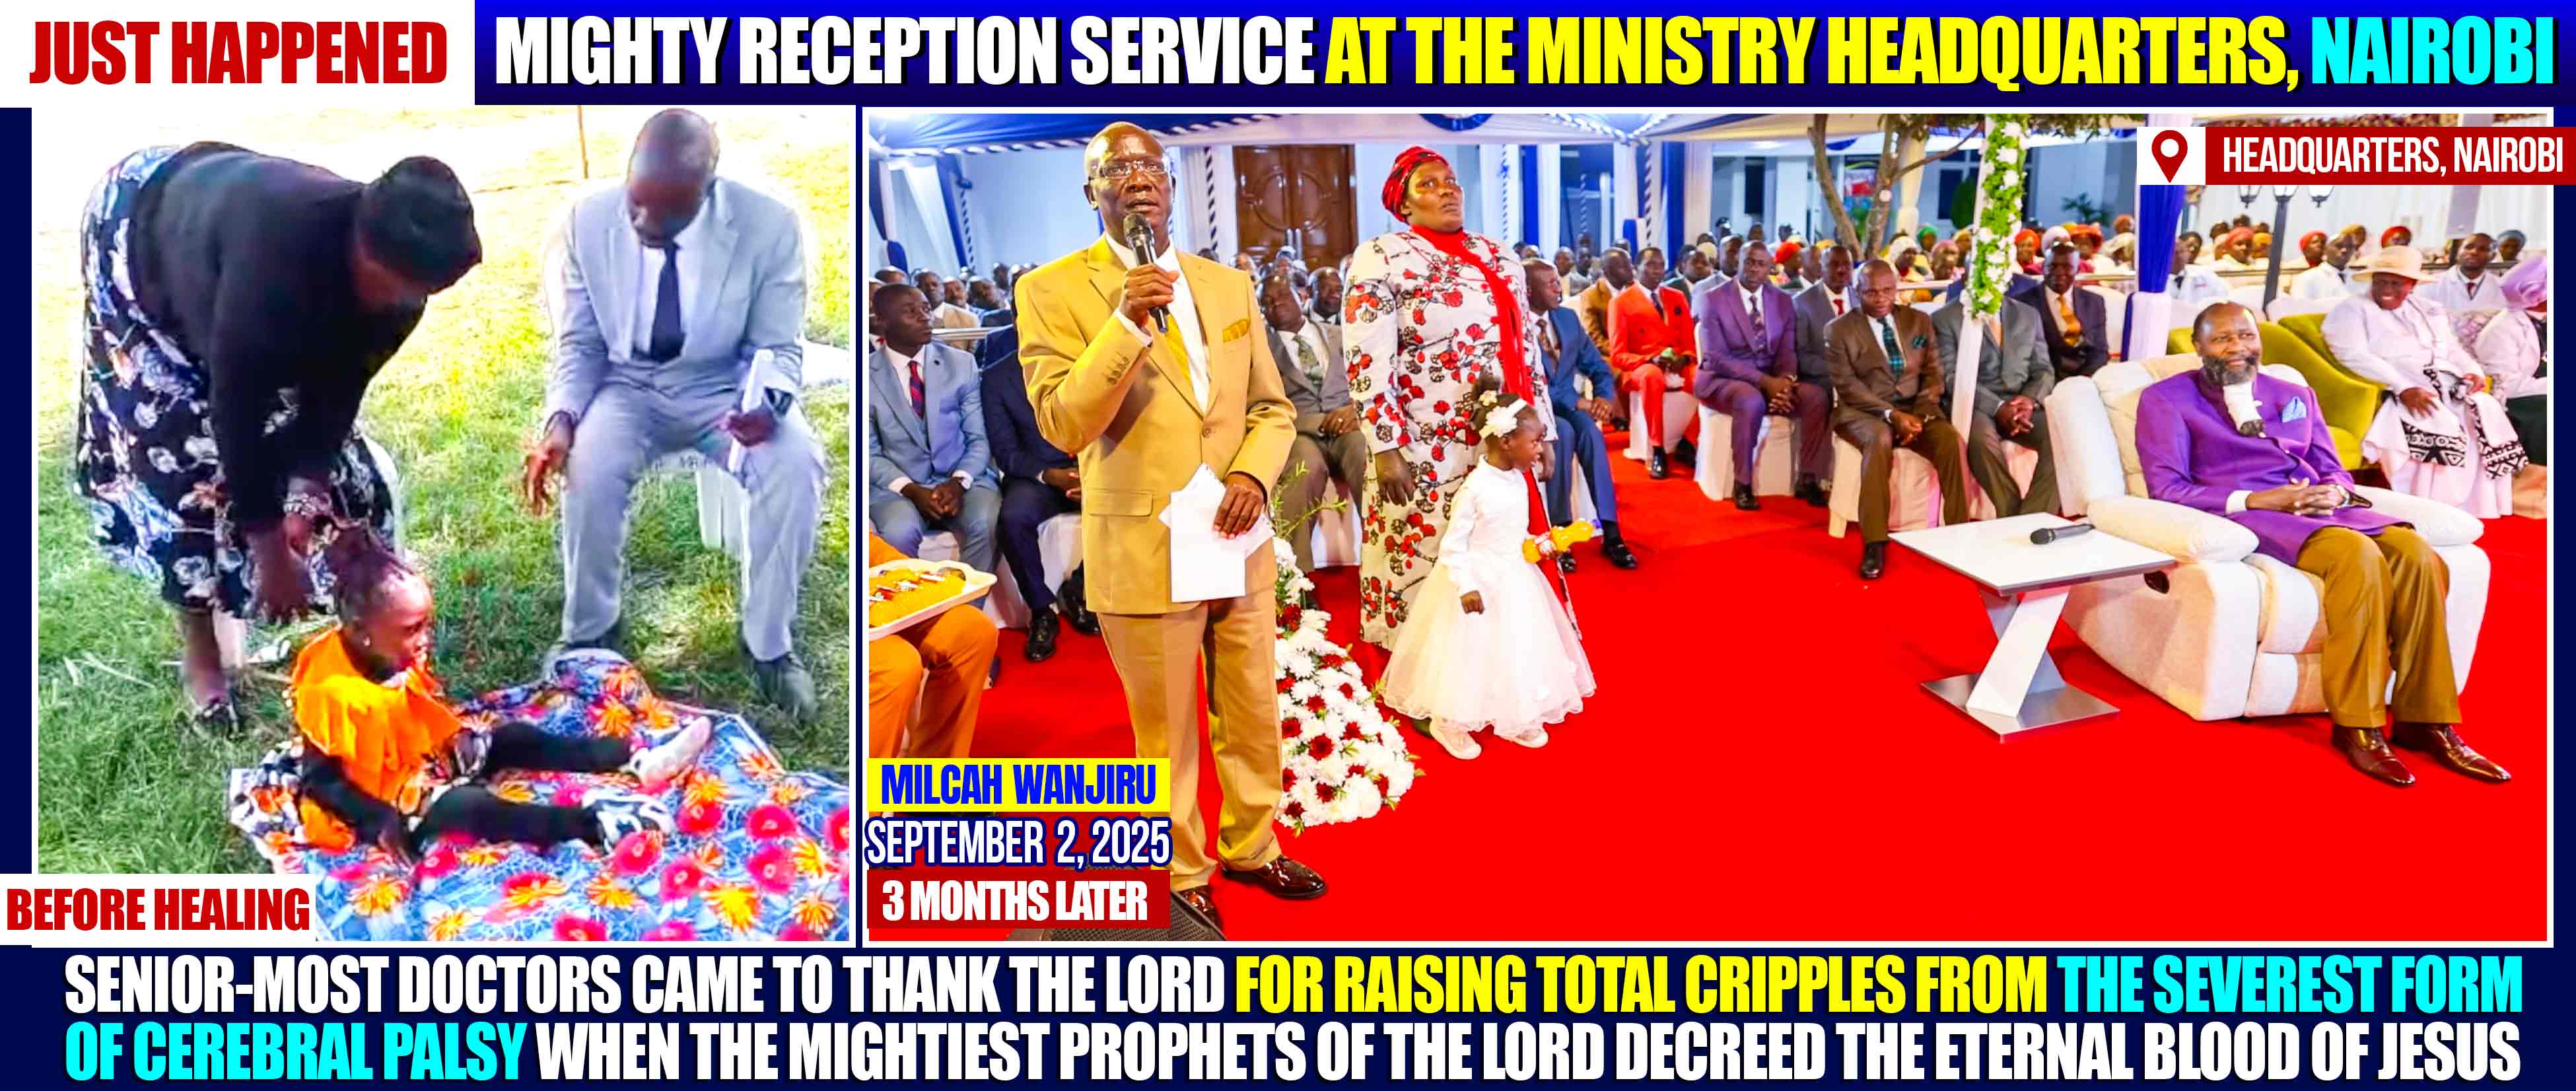 JUST HAPPENED
MIGHTY RECEPTION SERVICE AT THE MINISTRY HEADQUARTERS, NAIROBI
HEADQUARTERS, NAIROBI
MILCAH WANJIRU
SEPTEMBER 2, 2025
3 MONTHS LATER
BEFORE HEALING
SENIOR-MOST DOCTORS CAME TO THANK THE LORD FOR RAISING TOTAL CRIPPLES FROM THE SEVEREST FORM
OF CEREBRAL PALSY WHEN THE MIGHTIEST PROPHETS OF THE LORD DECREED THE ETERNAL BLOOD OF JESUS